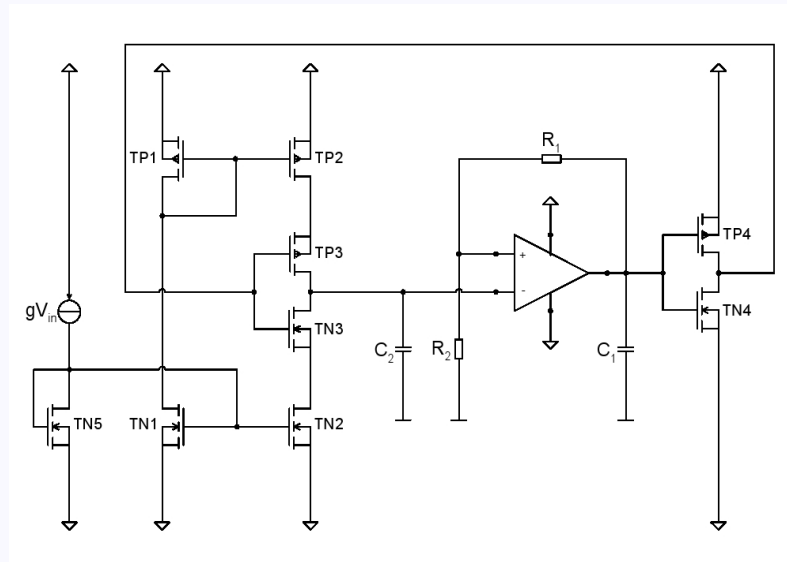 R₁
TP1
TP2
TP4
TP3
+
-
gVᵢₙ
TN3
TN4
C₂
R₂
C₁
TN5
TN1
TN2